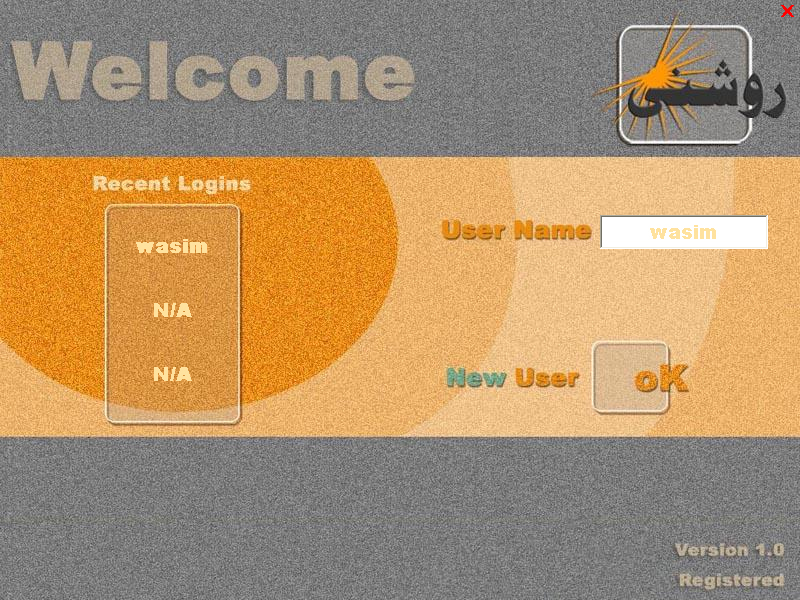 Welcome
روشنی
Recent Logins
wasim
N/A
N/A
User Name wasim
New User oK
Version 1.0
Registered